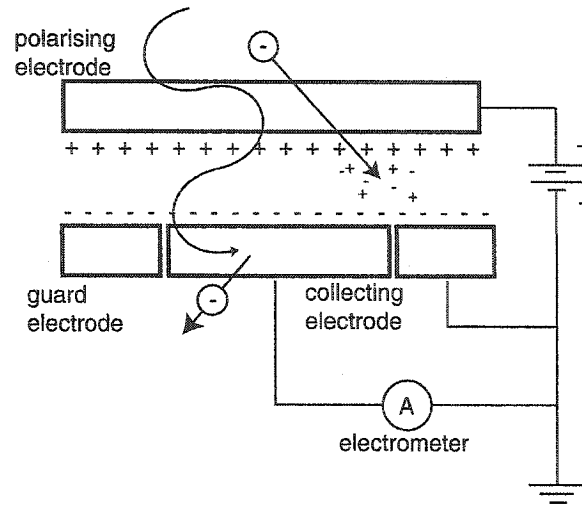 polarising
electrode
-
+ + + + + + + + + + + + + + + +
-+ + -
+ - - +
- - - - - - - - - - - - - - - - - - - - - - - - -
guard
electrode
-
collecting
electrode
A
electrometer